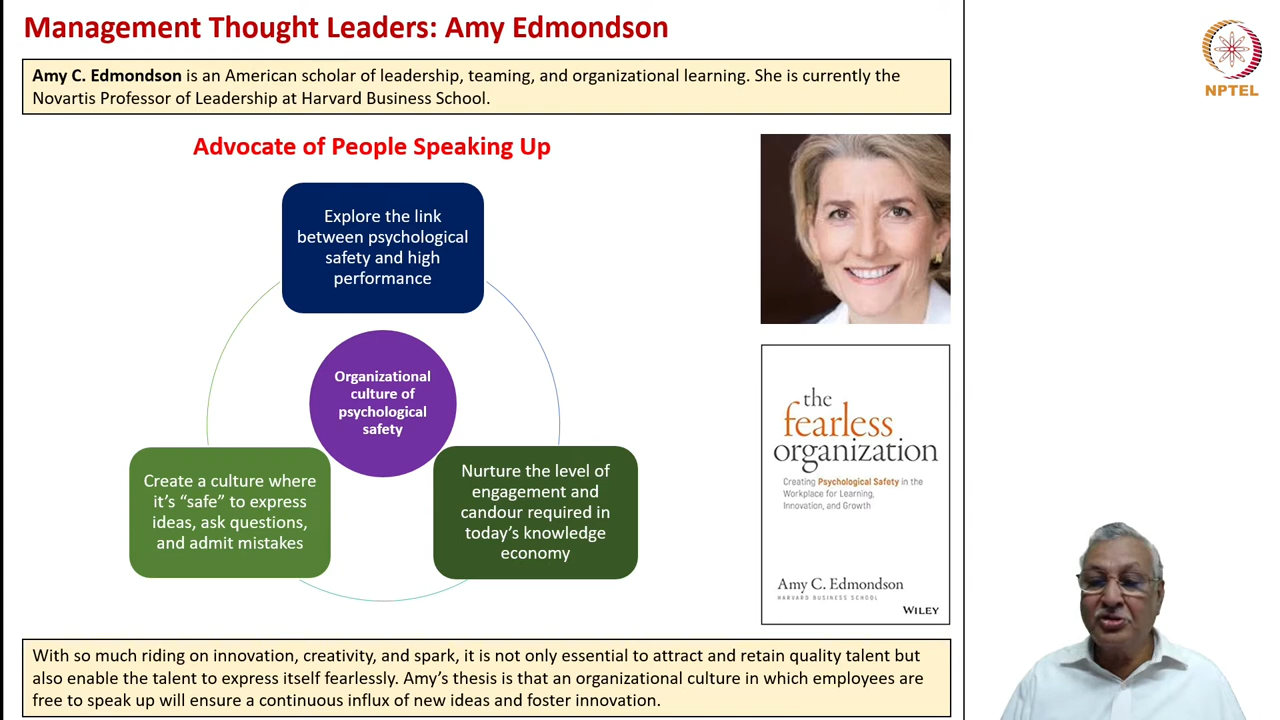 Management Thought Leaders: Amy Edmondson
NPTEL
Amy C. Edmondson is an American scholar of leadership, teaming, and organizational learning. She is currently the
Novartis Professor of Leadership at Harvard Business School.
Advocate of People Speaking Up
Explore the link
between psychological
safety and high
performance
Organizational
culture of
psychological
safety
Create a culture where
it's “safe” to express
ideas, ask questions,
and admit mistakes
Nurture the level of
engagement and
candour required in
today's knowledge
economy
the
fearless
organization
Creating Psychological Safety in the
Workplace for Learning,
Innovation, and Growth
Amy C. Edmondson
HARVARD BUSINESS SCHOOL
WILEY
With so much riding on innovation, creativity, and spark, it is not only essential to attract and retain quality talent but
also enable the talent to express itself fearlessly. Amy's thesis is that an organizational culture in which employees are
free to speak up will ensure a continuous influx of new ideas and foster innovation.